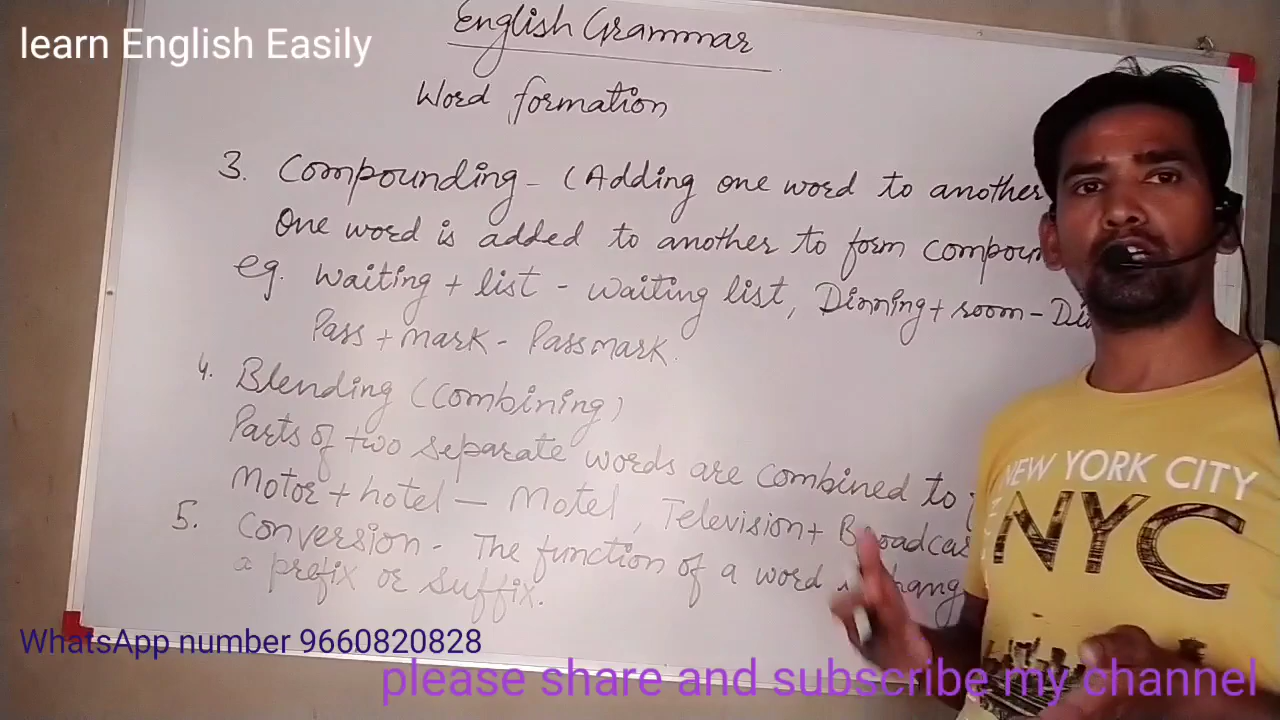 learn English Easily
English Grammar
Word formation
3. Compounding - (Adding one word to another
One word is added to another to form compoun
eg. Waiting + list - waiting list, Dinning + room - Di
Pass + mark - Passmark.
4. Blending (Combining)
Parts of two separate words are combined to
Motor + hotel — Motel, Television + Broadcas
5. Conversion - The function of a word is chang
a prefix or suffix.
NEW YORK CITY
NYC
WhatsApp number 9660820828
please share and subscribe my channel